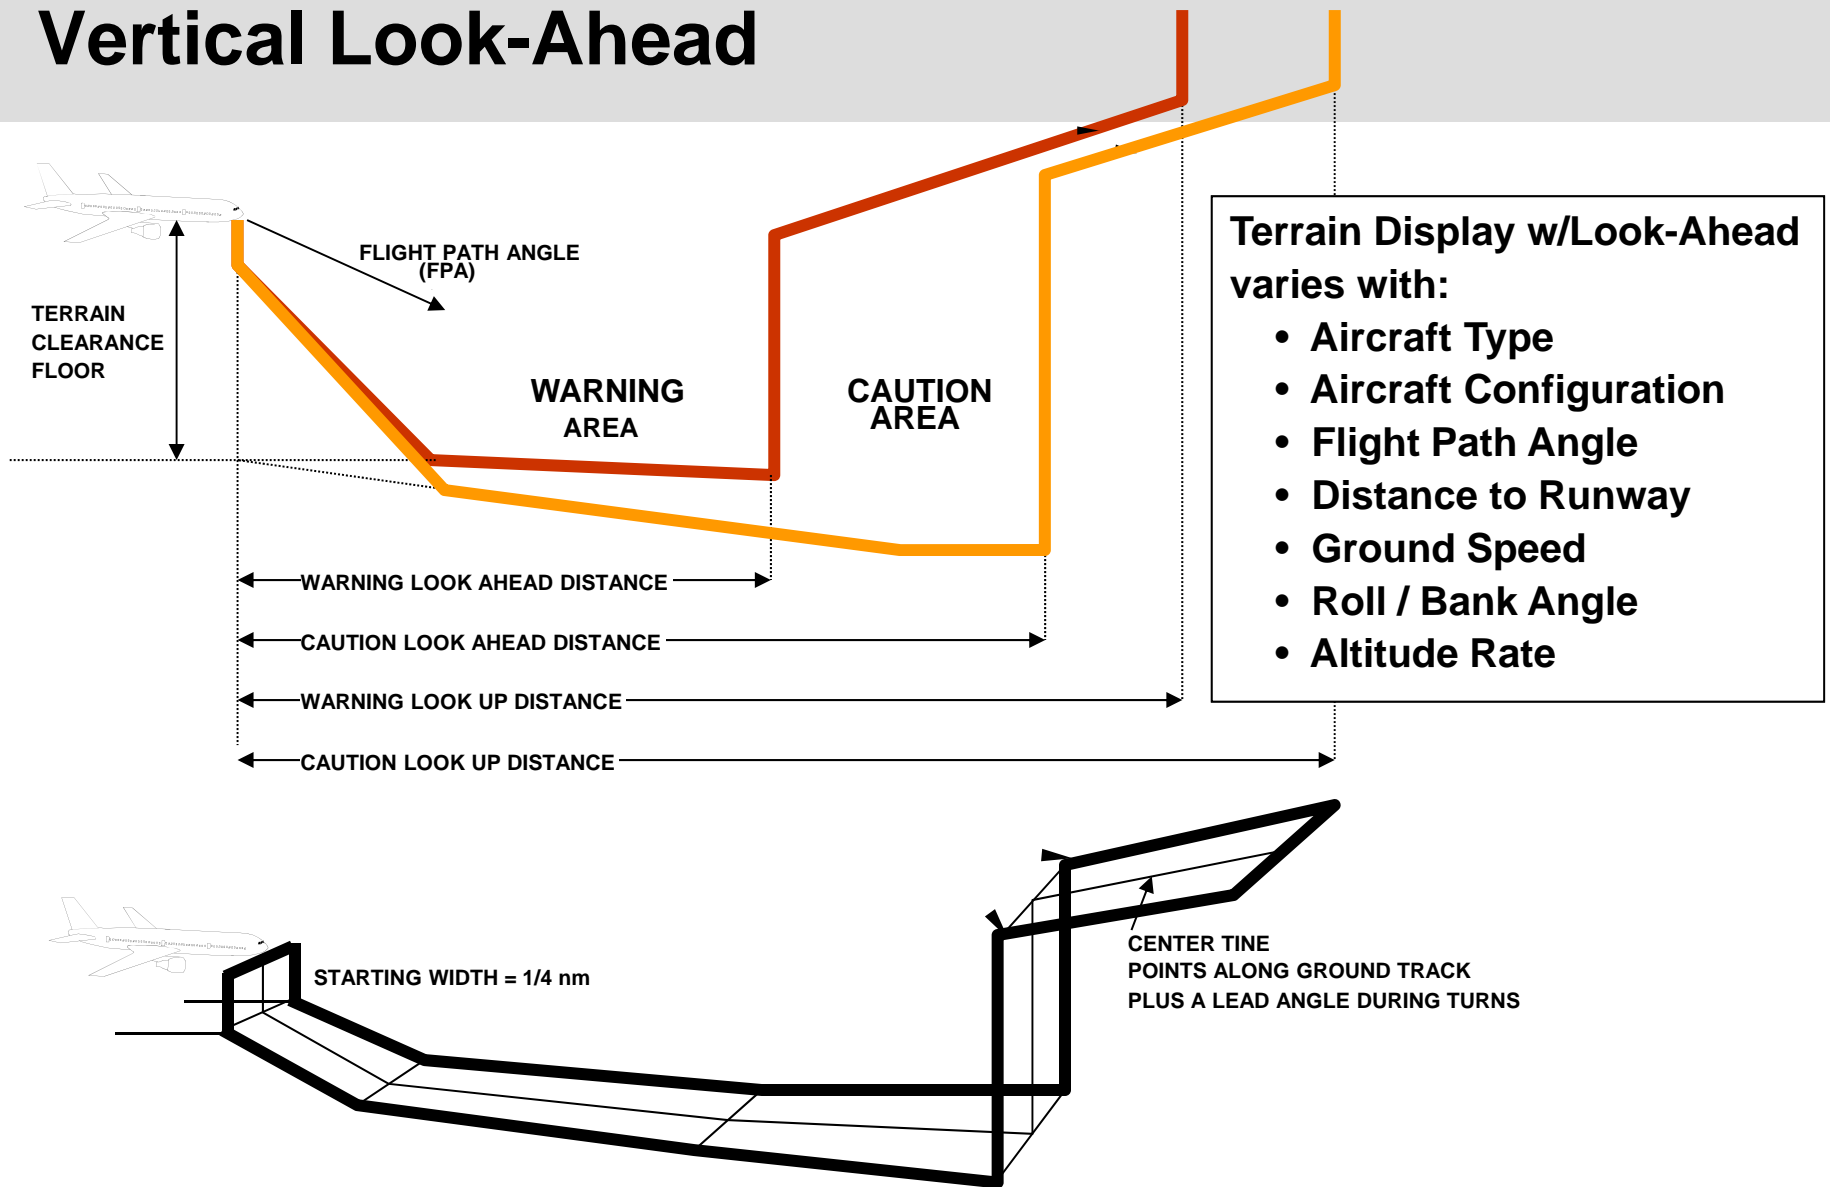 Vertical Look-Ahead
FLIGHT PATH ANGLE
(FPA)
TERRAIN
CLEARANCE
FLOOR
WARNING
AREA
CAUTION
AREA
WARNING LOOK AHEAD DISTANCE
CAUTION LOOK AHEAD DISTANCE
WARNING LOOK UP DISTANCE
CAUTION LOOK UP DISTANCE
Terrain Display w/Look-Ahead
varies with:
• Aircraft Type
• Aircraft Configuration
• Flight Path Angle
• Distance to Runway
• Ground Speed
• Roll / Bank Angle
• Altitude Rate
STARTING WIDTH = 1/4 nm
CENTER TINE
POINTS ALONG GROUND TRACK
PLUS A LEAD ANGLE DURING TURNS